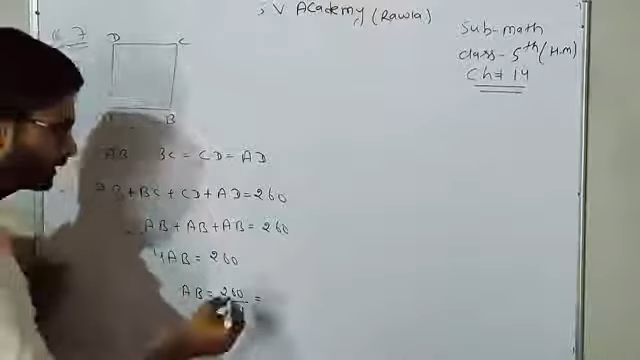 S V Academy (Rawla)
Sub - math
class - 5th (H.M)
Ch # 14
7
D C
B
AB BC = CD = AD
AB + BC + CD + AD = 260
AB + AB + AB = 260
4AB = 260
AB = 260 =